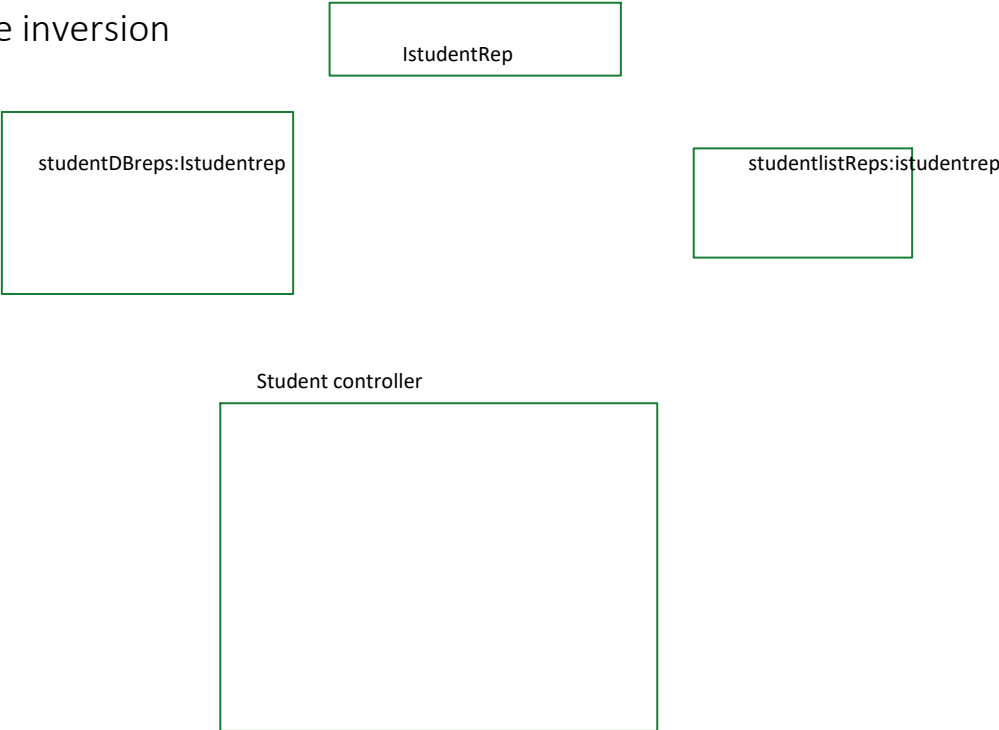 e inversion
IstudentRep
studentDBreps:Istudentrep
studentlistReps:istudentrep
Student controller